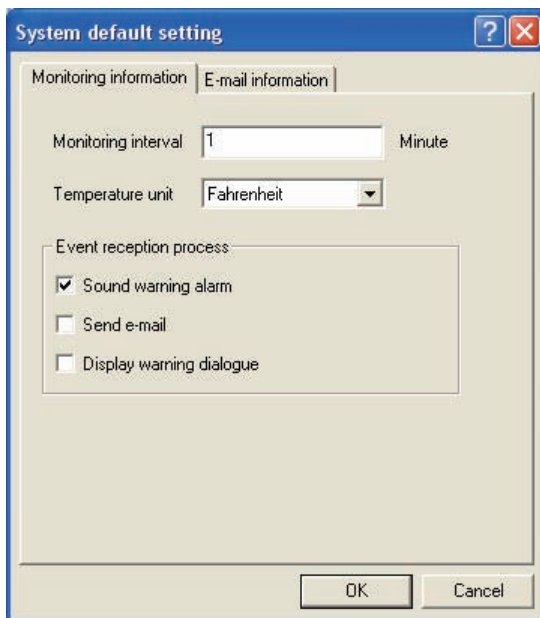 System default setting
Monitoring information E-mail information
Monitoring interval 1 Minute
Temperature unit Fahrenheit
Event reception process
Sound warning alarm
Send e-mail
Display warning dialogue
OK Cancel